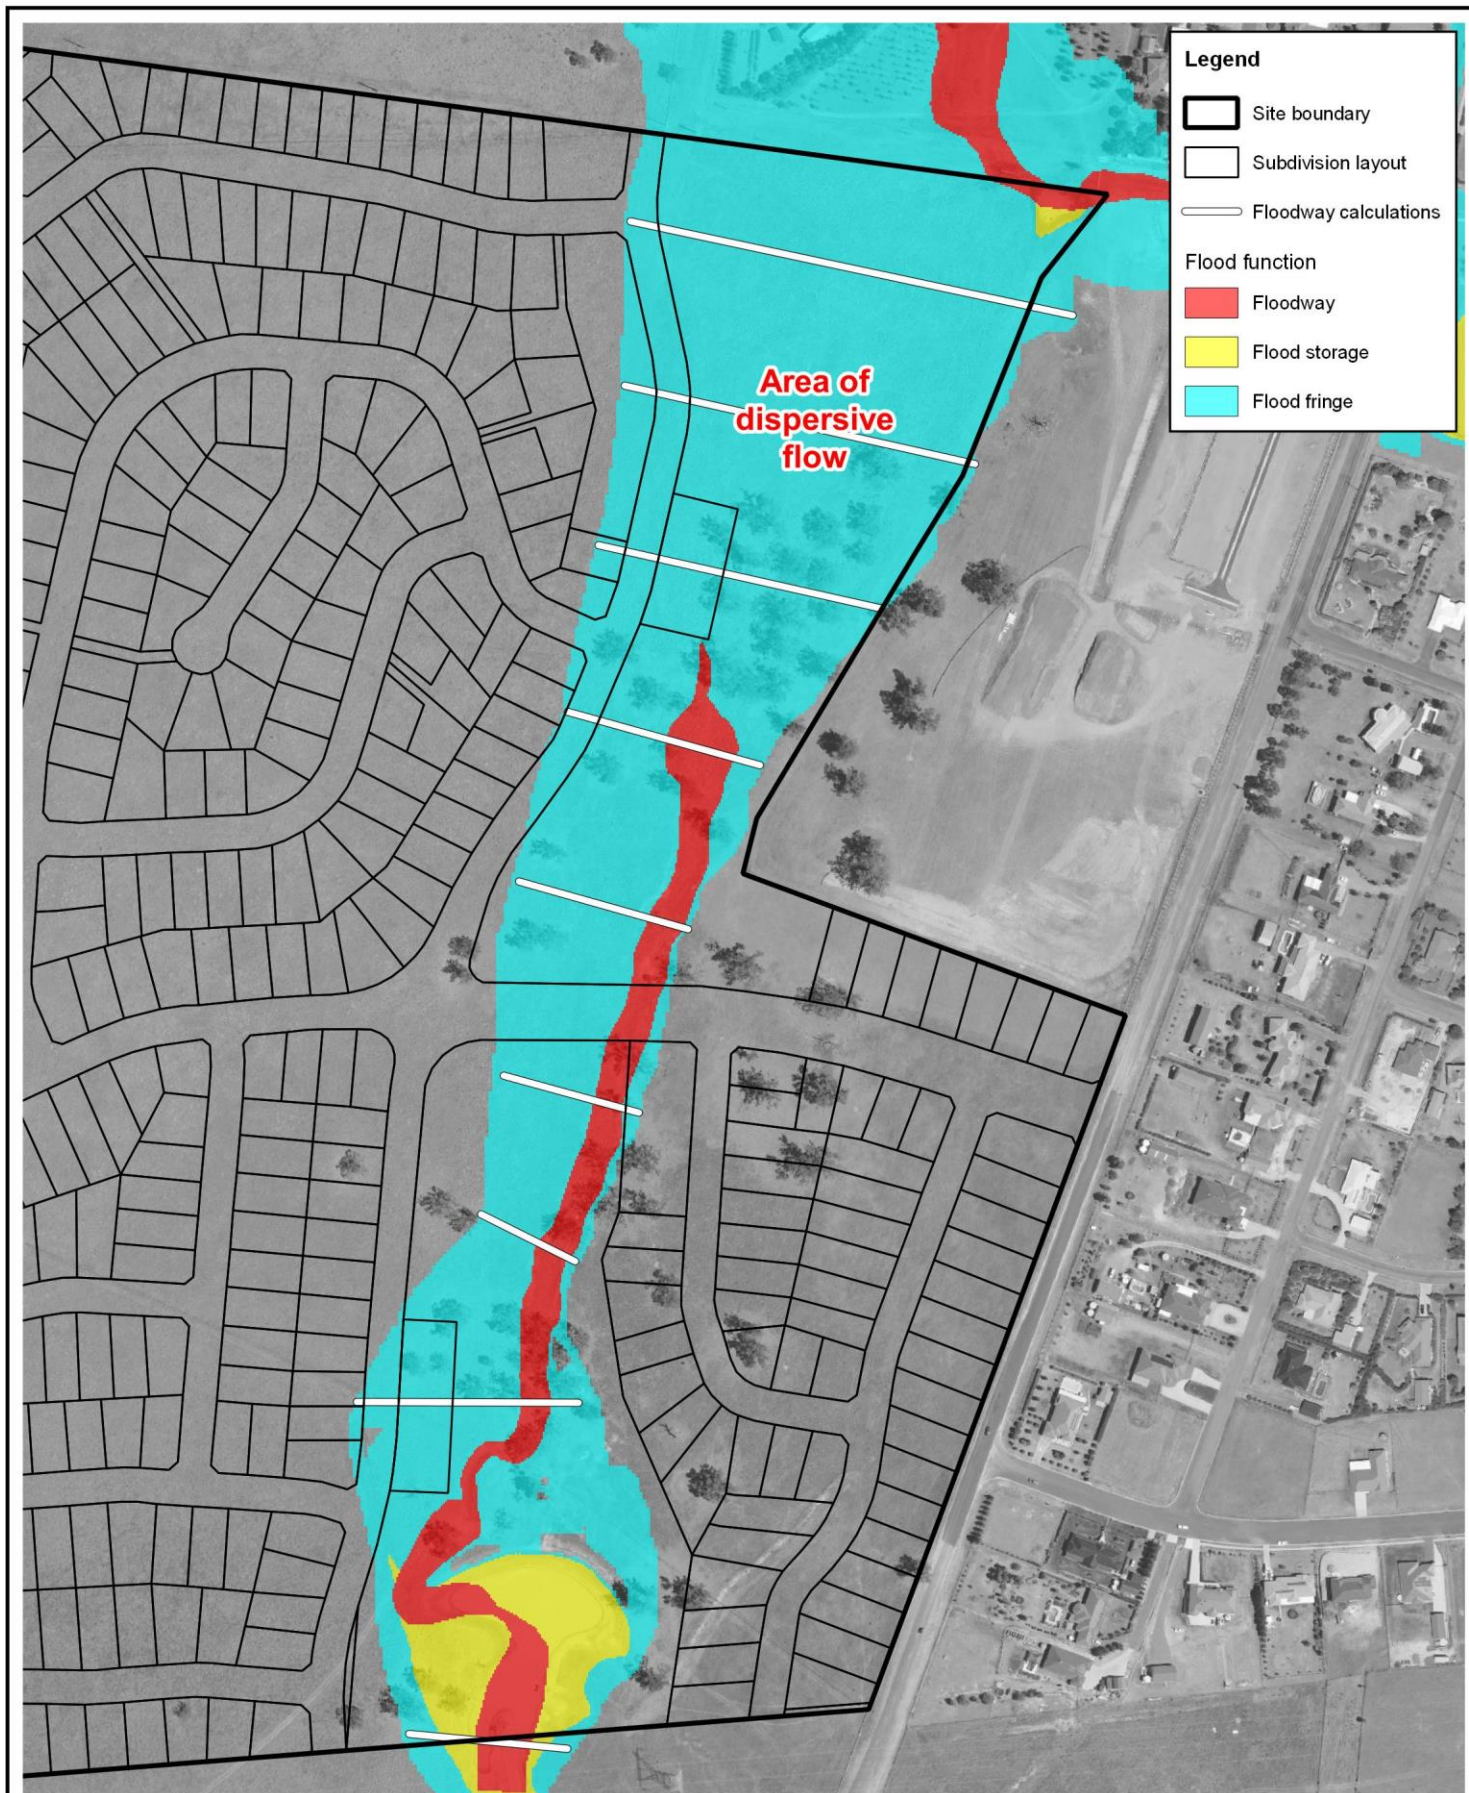 Legend
Site boundary
Subdivision layout
Floodway calculations
Flood function
Floodway
Flood storage
Flood fringe
Area of
dispersive
flow